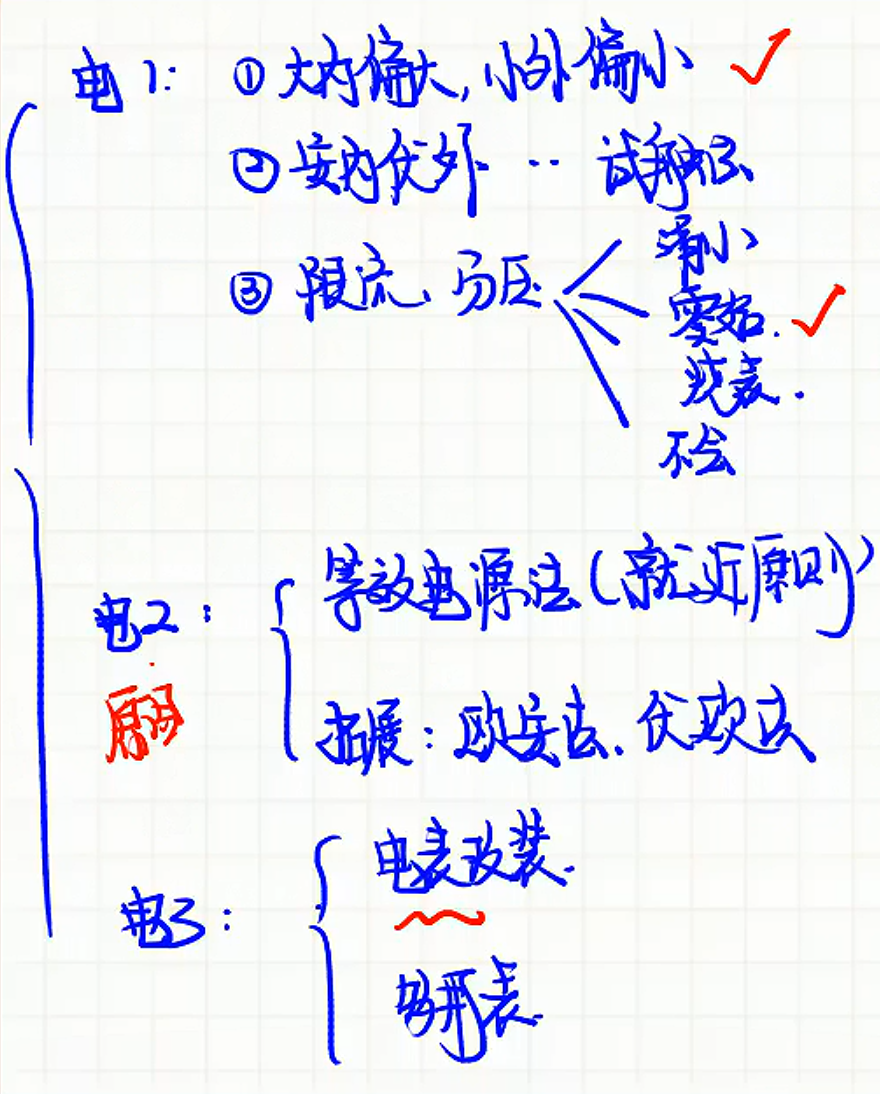 电1: ① 大内偏大,小外偏小 ✓
② 安内伏外 ·· 试触法
③ 限流、分压
滑小
零始. ✓
烧表.
不会
电2: 等效电源法(就近原则)
拓展: 欧安法、伏欧法
电3: 电表改装.
多用表.